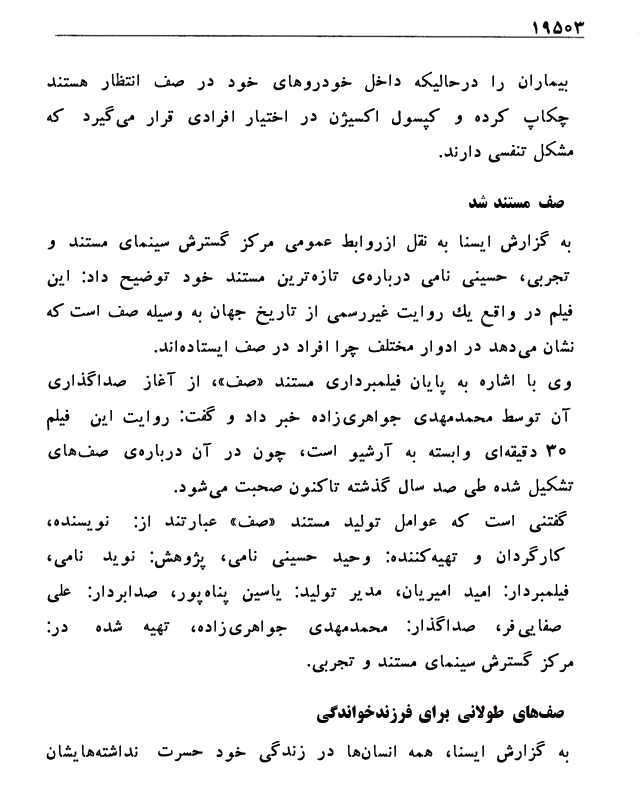 ۱۹۵۰۳
بیماران را درحالیکه داخل خودروهای خود در صف انتظار هستند
چکاپ کرده و کپسول اکسیژن در اختیار افرادی قرار می‌گیرد که
مشکل تنفسی دارند.
صف مستند شد
به گزارش ایسنا به نقل ازروابط عمومی مرکز گسترش سینمای مستند و
تجربی، حسینی نامی درباره‌ی تازه‌ترین مستند خود توضیح داد: این
فیلم در واقع یك روایت غیررسمی از تاریخ جهان به وسیله صف است که
نشان می‌دهد در ادوار مختلف چرا افراد در صف ایستاده‌اند.
وی با اشاره به پایان فیلمبرداری مستند «صف»، از آغاز صداگذاری
آن توسط محمدمهدی جواهری‌زاده خبر داد و گفت: روایت این فیلم
۳۰ دقیقه‌ای وابسته به آرشیو است، چون در آن درباره‌ی صف‌های
تشکیل شده طی صد سال گذشته تاکنون صحبت می‌شود.
گفتنی است که عوامل تولید مستند «صف» عبارتند از: نویسنده،
کارگردان و تهیه‌کننده: وحید حسینی نامی، پژوهش: نوید نامی،
فیلمبردار: امید امیریان، مدیر تولید: یاسین پناه‌پور، صدابردار: علی
صفایی‌فر، صداگذار: محمدمهدی جواهری‌زاده، تهیه شده در:
مرکز گسترش سینمای مستند و تجربی.
صف‌های طولانی برای فرزندخواندگی
به گزارش ایسنا، همه انسان‌ها در زندگی خود حسرت نداشته‌هایشان